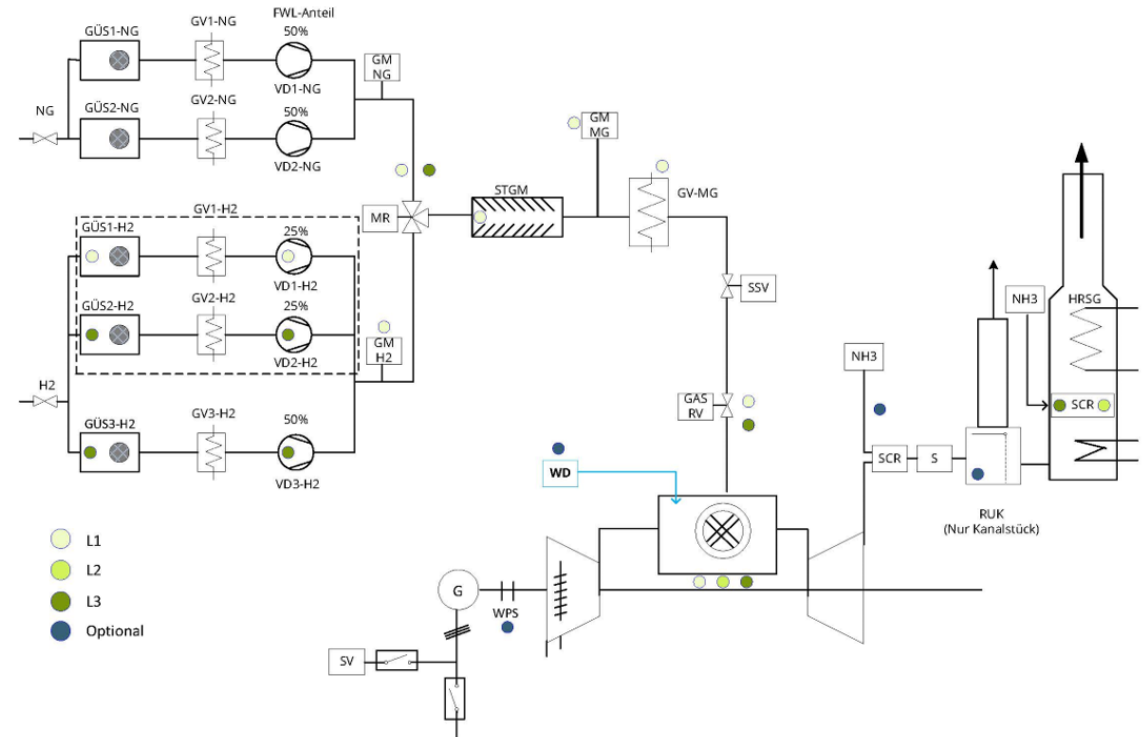 FWL-Anteil
GÜS1-NG
GV1-NG
50%
VD1-NG
GM
NG
NG
GÜS2-NG
GV2-NG
50%
VD2-NG
GM
MG
GV-MG
STGM
MR
GÜS1-H2
GV1-H2
25%
VD1-H2
GÜS2-H2
GV2-H2
25%
VD2-H2
GM
H2
H2
GÜS3-H2
GV3-H2
50%
VD3-H2
SSV
GAS
RV
NH3
NH3
HRSG
SCR
SCR
S
RUK
(Nur Kanalstück)
WD
G
WPS
SV
L1
L2
L3
Optional